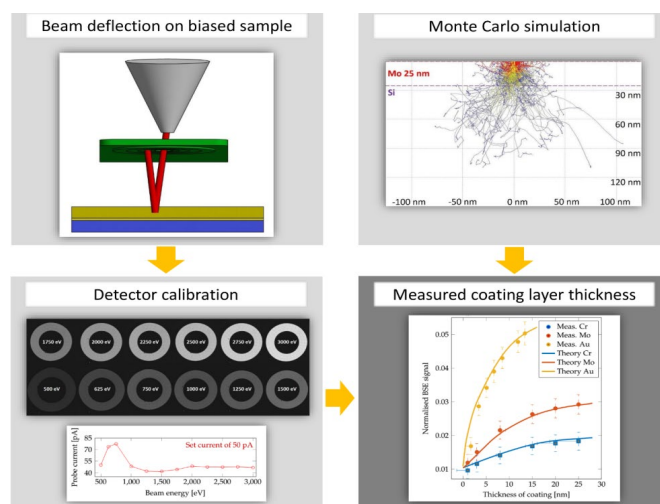 Beam deflection on biased sample
Monte Carlo simulation
Mo 25 nm
Si
30 nm
60 nm
90 nm
120 nm
-100 nm -50 nm 0 nm 50 nm 100 nm
Detector calibration
1750 eV 2000 eV 2250 eV 2500 eV 2750 eV 3000 eV
500 eV 625 eV 750 eV 1000 eV 1250 eV 1500 eV
Set current of 50 pA
Probe current [pA]
85
70
55
40
500 1,000 1,500 2,000 2,500 3,000
Beam energy [eV]
Measured coating layer thickness
Meas. Cr
Meas. Mo
Meas. Au
Theory Cr
Theory Mo
Theory Au
Normalised BSE signal
0.05
0.04
0.03
0.02
0.01
0 5 10 15 20 25 30
Thickness of coating [nm]